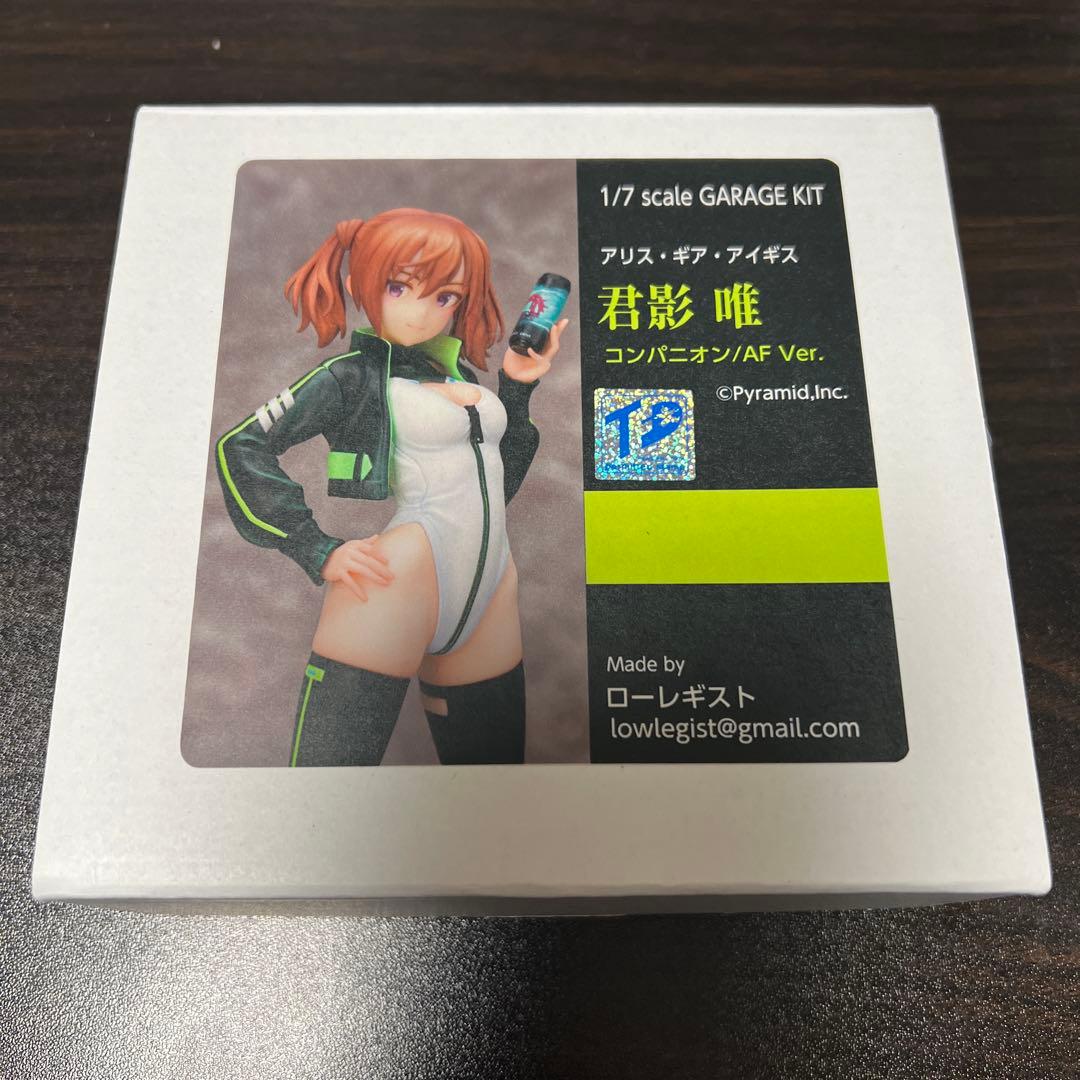 1/7 scale GARAGE KIT
アリス・ギア・アイギス
君影 唯
コンパニオン/AF Ver.
©Pyramid,Inc.
TP
Made by
ローレギスト
lowlegist@gmail.com